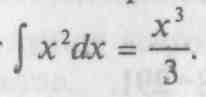 ∫ x²dx = x³/3.